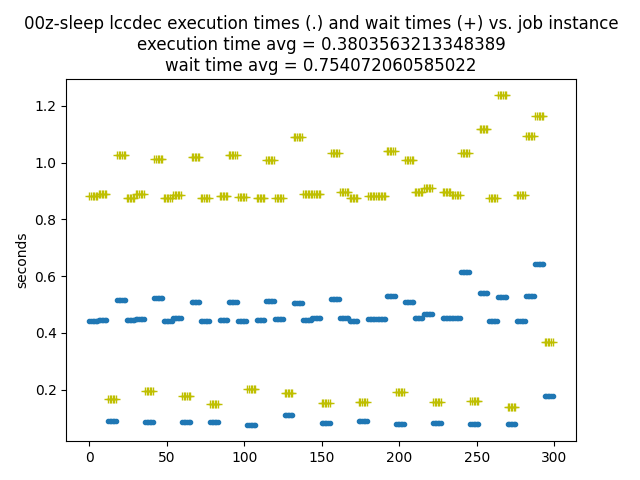 00z-sleep lccdec execution times (.) and wait times (+) vs. job instance
execution time avg = 0.3803563213348389
wait time avg = 0.754072060585022
1.2
1.0
0.8
0.6
0.4
0.2
seconds
0 50 100 150 200 250 300